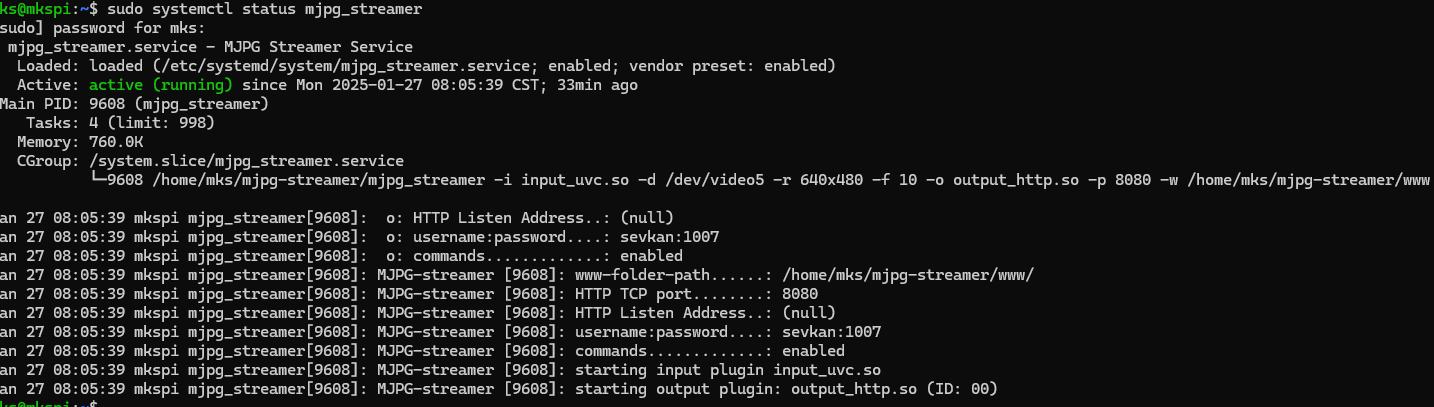 ks@mkspi:~$ sudo systemctl status mjpg_streamer
sudo] password for mks:
mjpg_streamer.service - MJPG Streamer Service
Loaded: loaded (/etc/systemd/system/mjpg_streamer.service; enabled; vendor preset: enabled)
Active: active (running) since Mon 2025-01-27 08:05:39 CST; 33min ago
Main PID: 9608 (mjpg_streamer)
Tasks: 4 (limit: 998)
Memory: 760.0K
CGroup: /system.slice/mjpg_streamer.service
└─9608 /home/mks/mjpg-streamer/mjpg_streamer -i input_uvc.so -d /dev/video5 -r 640x480 -f 10 -o output_http.so -p 8080 -w /home/mks/mjpg-streamer/www
an 27 08:05:39 mkspi mjpg_streamer[9608]:  o: HTTP Listen Address..: (null)
an 27 08:05:39 mkspi mjpg_streamer[9608]:  o: username:password....: sevkan:1007
an 27 08:05:39 mkspi mjpg_streamer[9608]:  o: commands.............: enabled
an 27 08:05:39 mkspi mjpg_streamer[9608]: MJPG-streamer [9608]: www-folder-path......: /home/mks/mjpg-streamer/www/
an 27 08:05:39 mkspi mjpg_streamer[9608]: MJPG-streamer [9608]: HTTP TCP port........: 8080
an 27 08:05:39 mkspi mjpg_streamer[9608]: MJPG-streamer [9608]: HTTP Listen Address..: (null)
an 27 08:05:39 mkspi mjpg_streamer[9608]: MJPG-streamer [9608]: username:password....: sevkan:1007
an 27 08:05:39 mkspi mjpg_streamer[9608]: MJPG-streamer [9608]: commands.............: enabled
an 27 08:05:39 mkspi mjpg_streamer[9608]: MJPG-streamer [9608]: starting input plugin input_uvc.so
an 27 08:05:39 mkspi mjpg_streamer[9608]: MJPG-streamer [9608]: starting output plugin: output_http.so (ID: 00)
ks@mkspi:~$